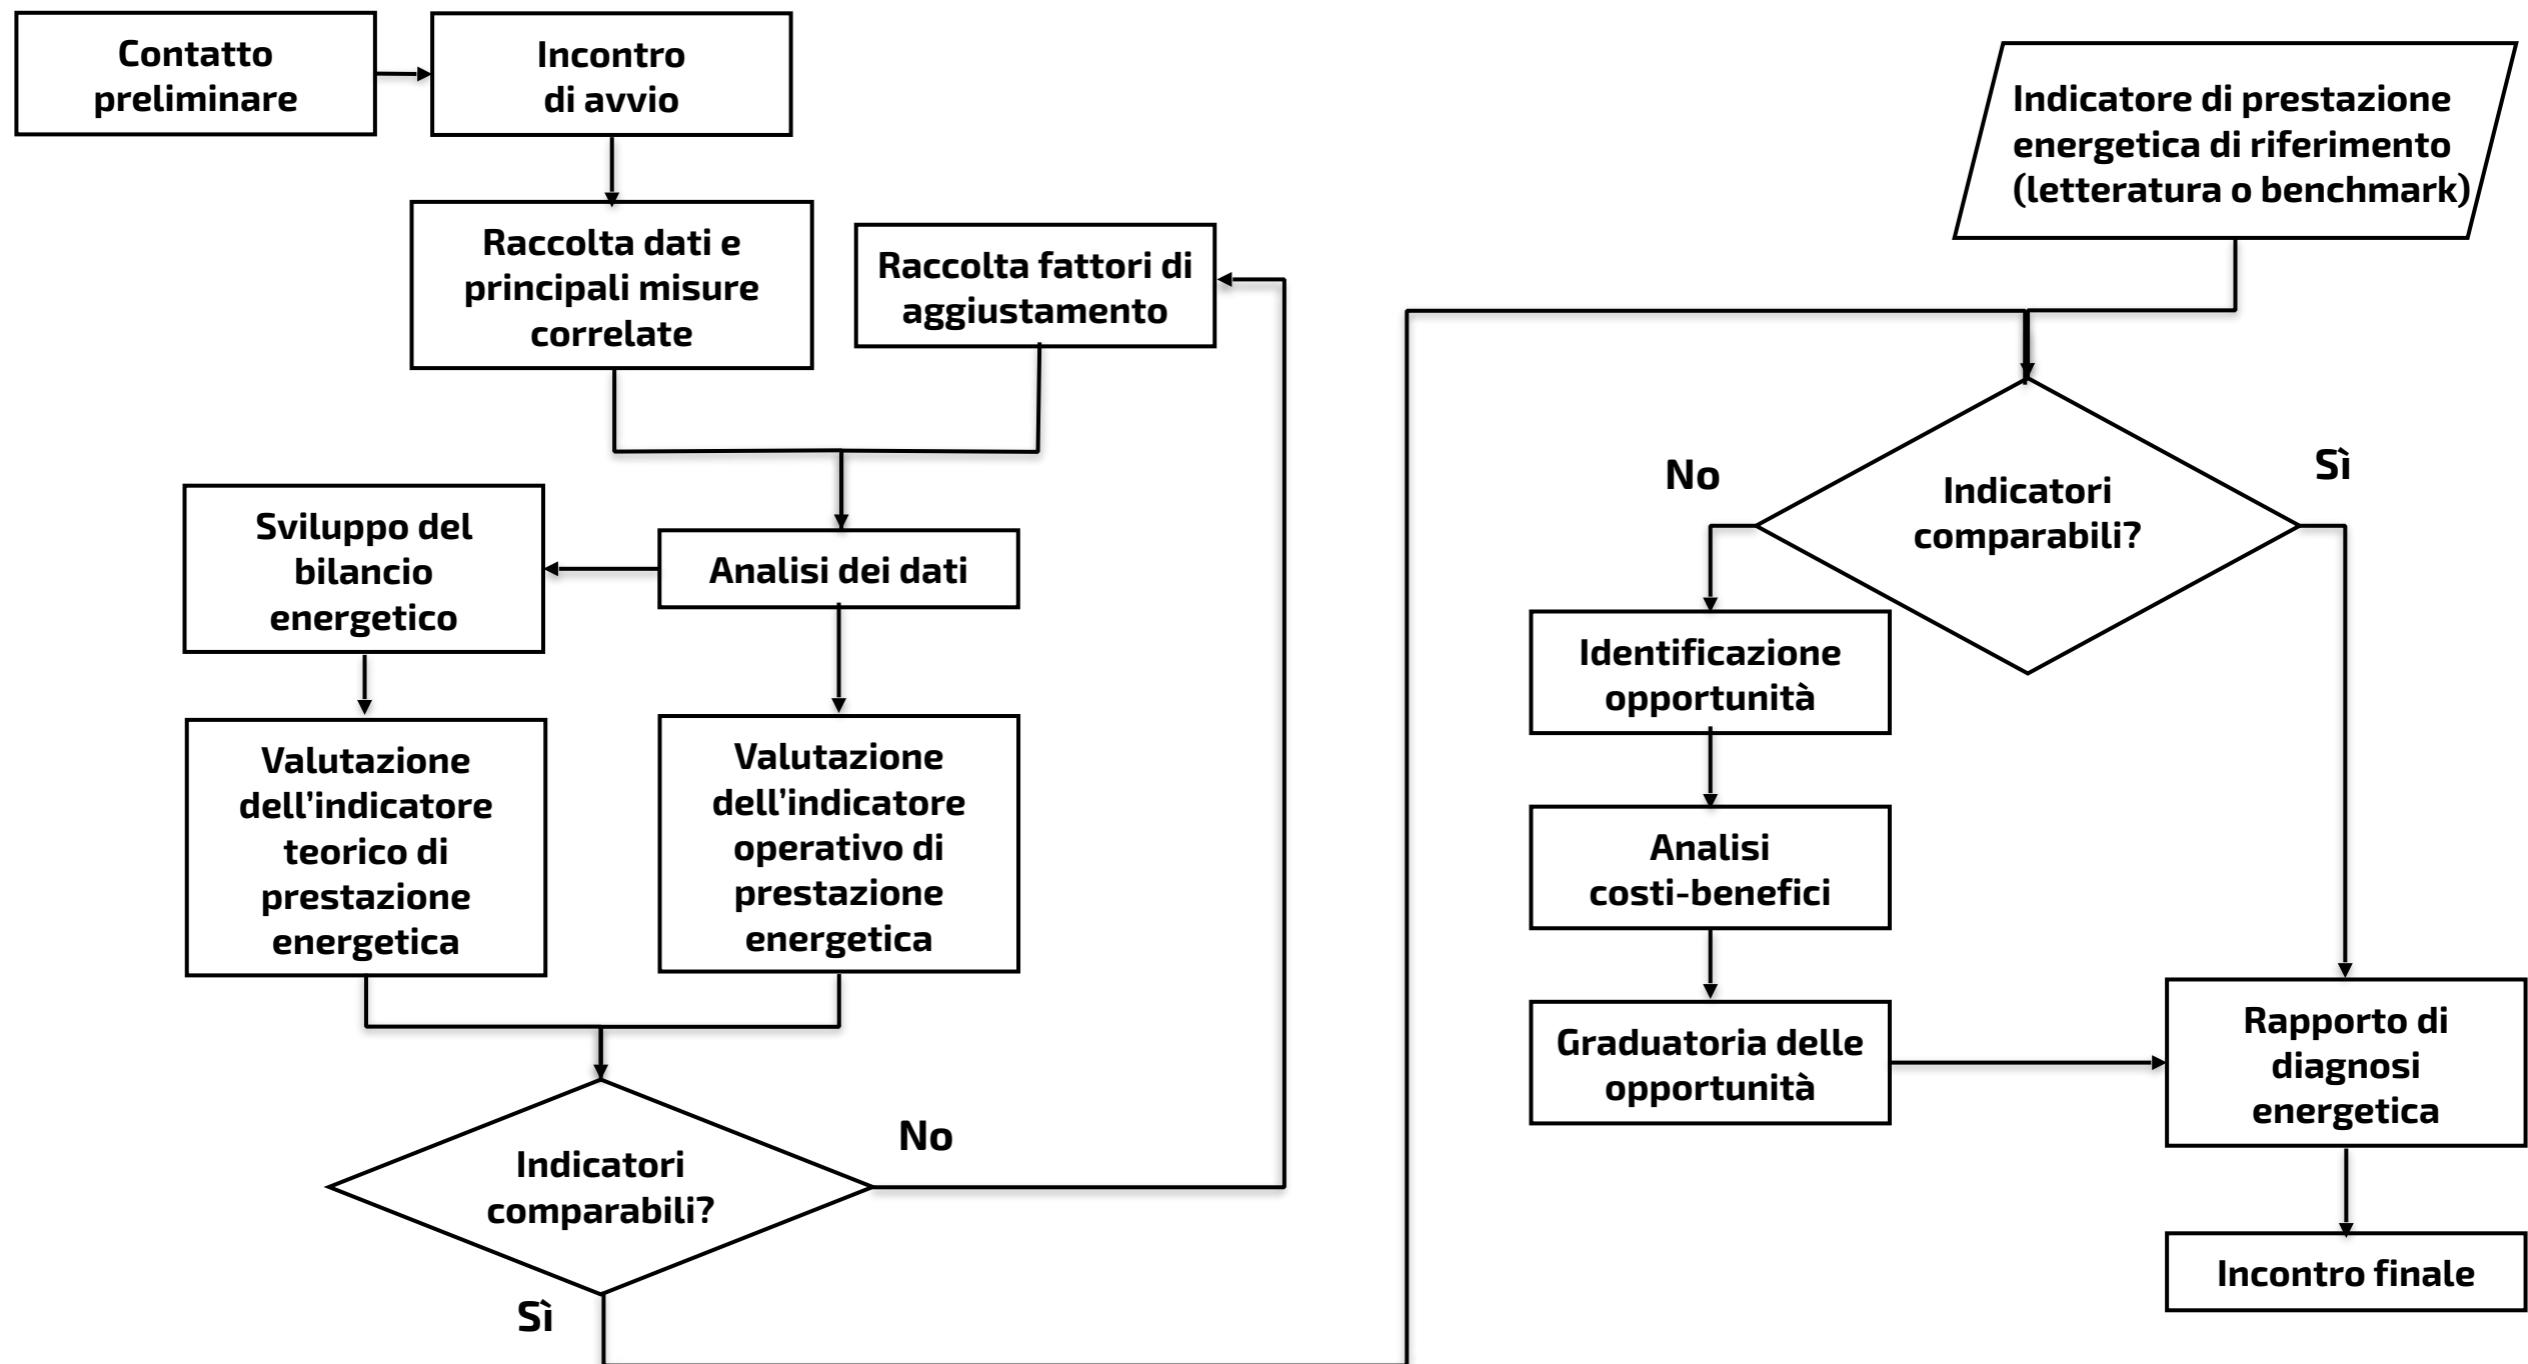 Contatto
preliminare
Incontro
di avvio
Raccolta dati e
principali misure
correlate
Raccolta fattori di
aggiustamento
Sviluppo del
bilancio
energetico
Analisi dei dati
Valutazione
dell’indicatore
teorico di
prestazione
energetica
Valutazione
dell’indicatore
operativo di
prestazione
energetica
Indicatori
comparabili?
No
Sì
Indicatore di prestazione
energetica di riferimento
(letteratura o benchmark)
Indicatori
comparabili?
No
Sì
Identificazione
opportunità
Analisi
costi-benefici
Graduatoria delle
opportunità
Rapporto di
diagnosi
energetica
Incontro finale